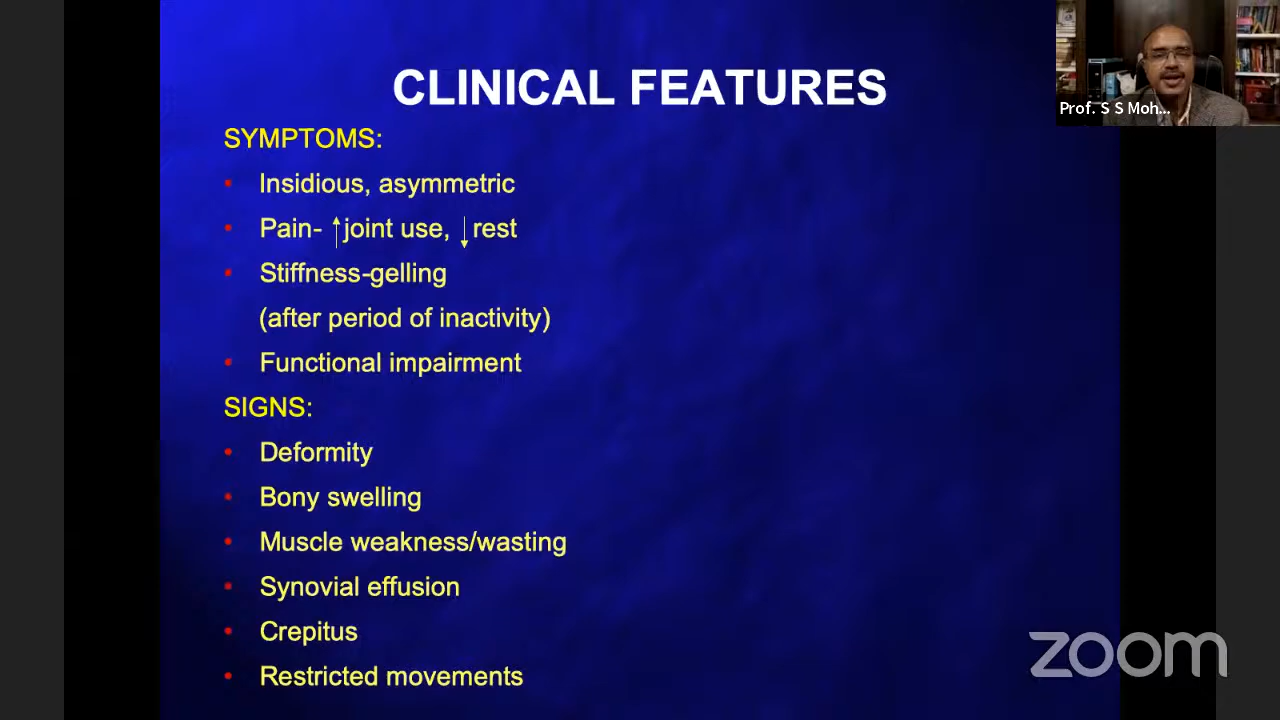 CLINICAL FEATURES
Prof. S S Moh...
SYMPTOMS:
• Insidious, asymmetric
• Pain- ↑joint use, ↓rest
• Stiffness-gelling
(after period of inactivity)
• Functional impairment
SIGNS:
• Deformity
• Bony swelling
• Muscle weakness/wasting
• Synovial effusion
• Crepitus
• Restricted movements
zoom